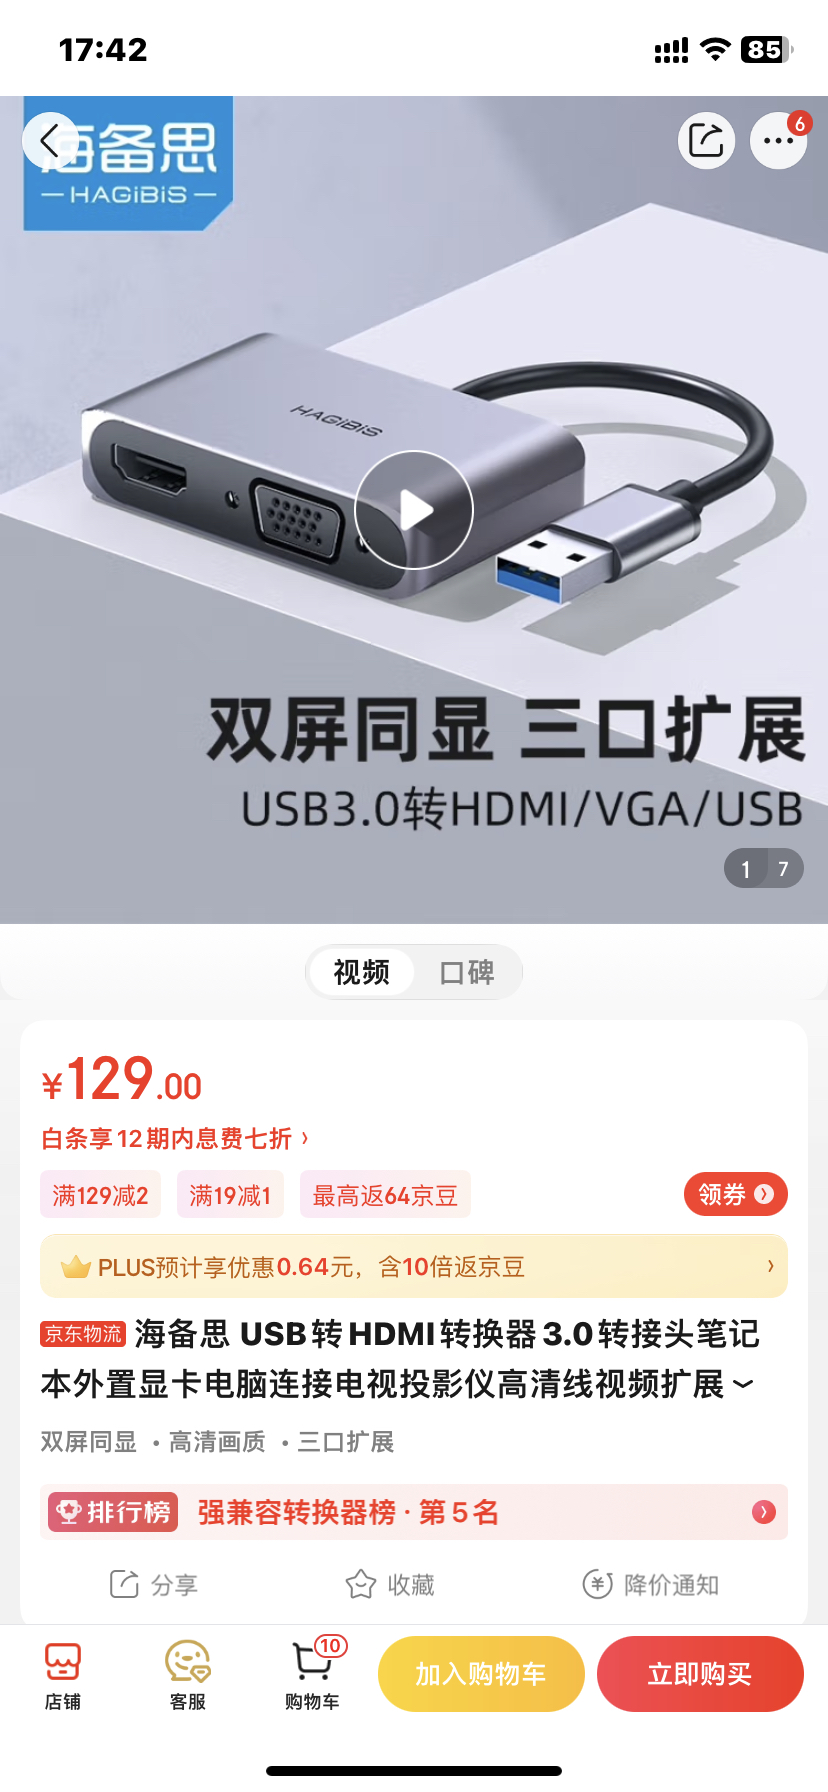 17:42
85
海备思
HAGiBiS
6
HAGiBiS
双屏同显 三口扩展
USB3.0转HDMI/VGA/USB
1 7
视频 口碑
¥129.00
白条享12期内息费七折
满129减2 满19减1 最高返64京豆 领券
PLUS预计享优惠0.64元，含10倍返京豆
京东物流 海备思 USB转HDMI转换器3.0转接头笔记
本外置显卡电脑连接电视投影仪高清线视频扩展
双屏同显 · 高清画质 · 三口扩展
排行榜 强兼容转换器榜 · 第5名
分享 收藏 降价通知
10
店铺 客服 购物车 加入购物车 立即购买